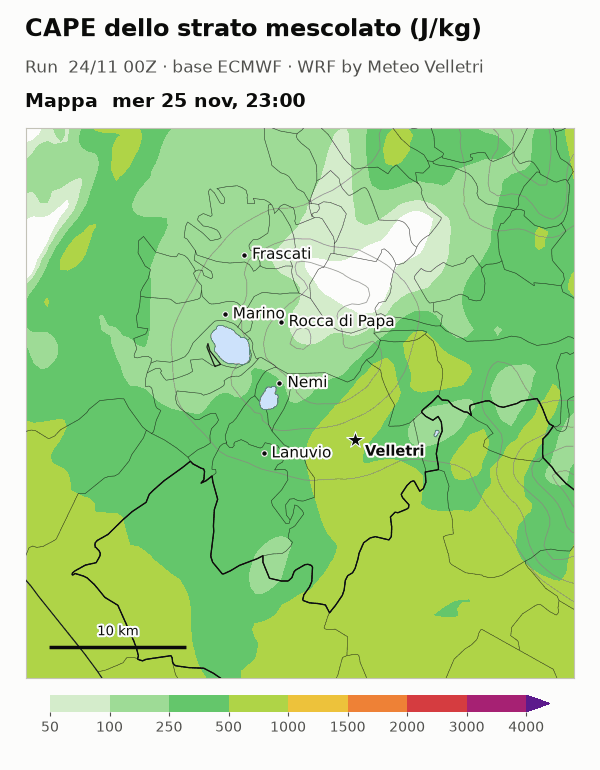 CAPE dello strato mescolato (J/kg)
Run  24/11 00Z · base ECMWF · WRF by Meteo Velletri
Mappa  mer 25 nov, 23:00
Frascati
Marino
Rocca di Papa
Nemi
Velletri
Lanuvio
10 km
50 100 250 500 1000 1500 2000 3000 4000